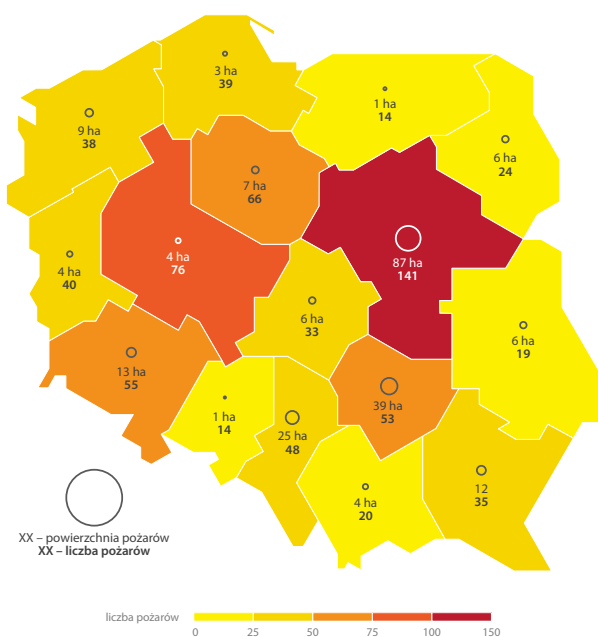 3 ha
39
1 ha
14
9 ha
38
6 ha
24
7 ha
66
4 ha
76
87 ha
141
4 ha
40
6 ha
33
6 ha
19
13 ha
55
39 ha
53
1 ha
14
25 ha
48
12
35
4 ha
20
XX – powierzchnia pożarów
XX – liczba pożarów
liczba pożarów
0 25 50 75 100 150